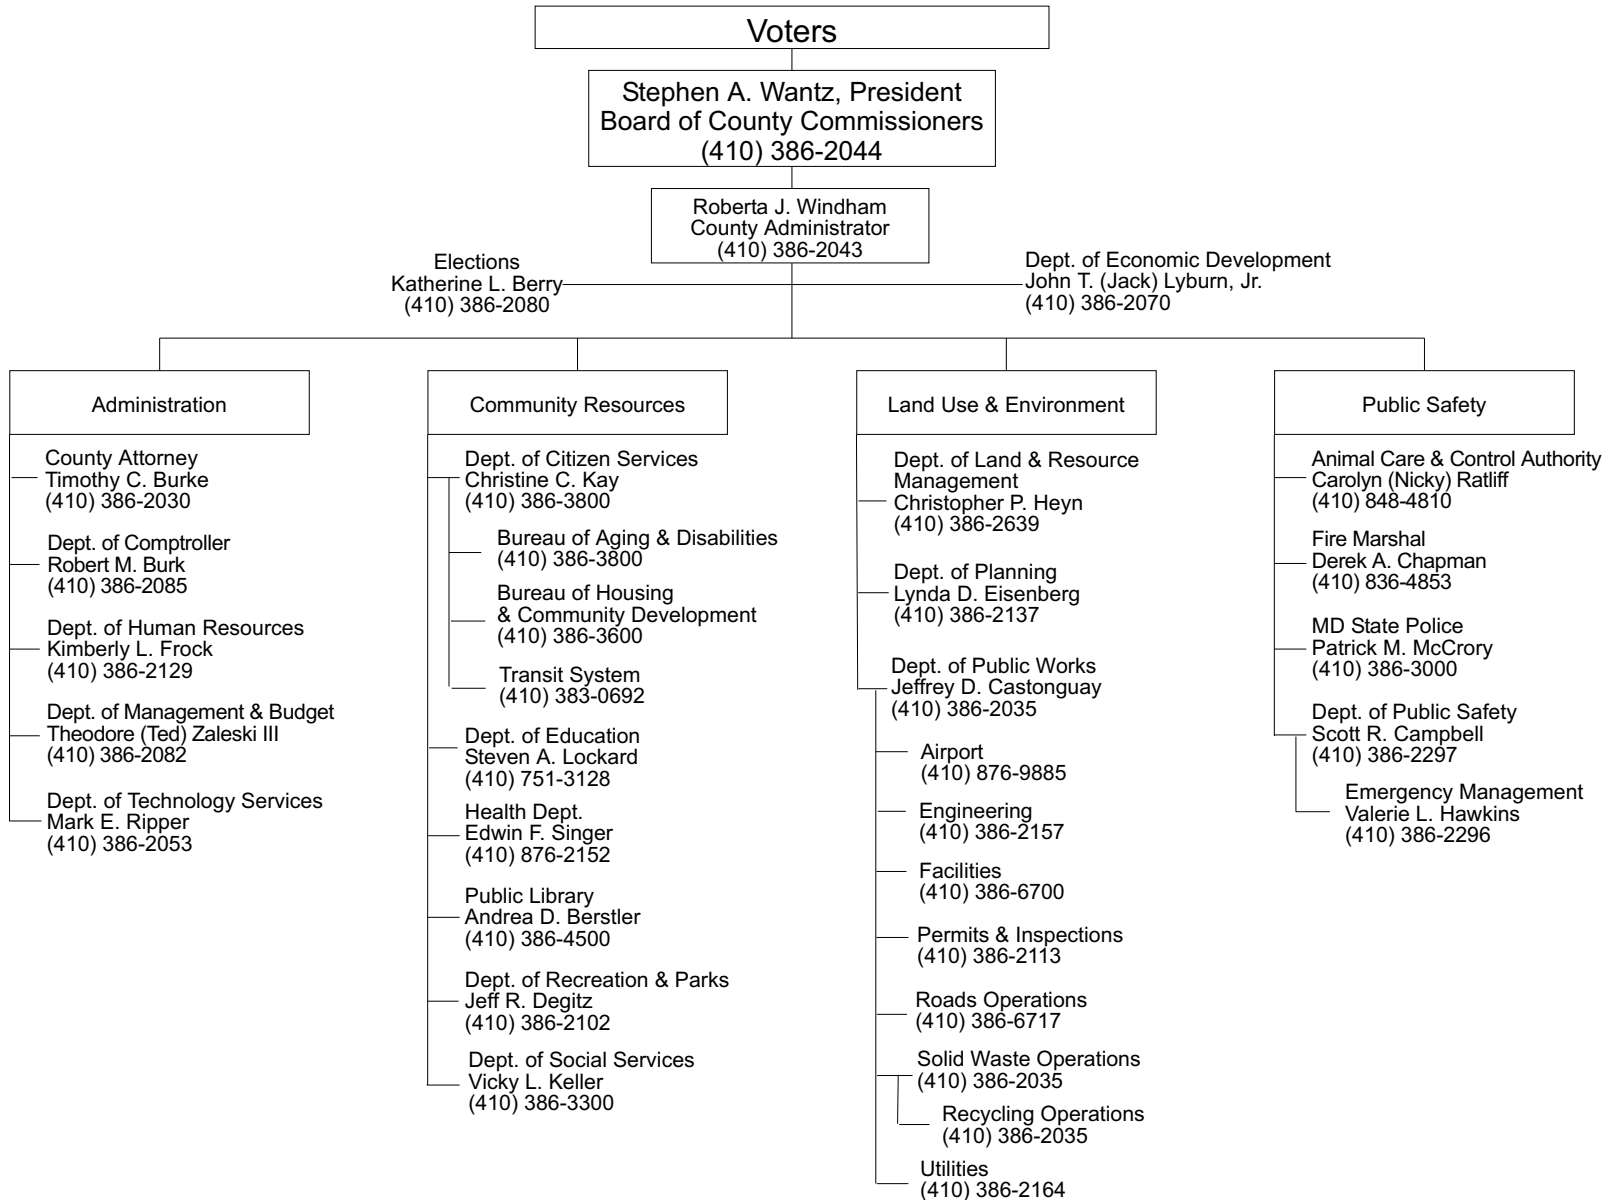 Voters
Stephen A. Wantz, President
Board of County Commissioners
(410) 386-2044
Roberta J. Windham
County Administrator
(410) 386-2043
Elections
Katherine L. Berry
(410) 386-2080
Dept. of Economic Development
John T. (Jack) Lyburn, Jr.
(410) 386-2070
Administration
County Attorney
Timothy C. Burke
(410) 386-2030
Dept. of Comptroller
Robert M. Burk
(410) 386-2085
Dept. of Human Resources
Kimberly L. Frock
(410) 386-2129
Dept. of Management & Budget
Theodore (Ted) Zaleski III
(410) 386-2082
Dept. of Technology Services
Mark E. Ripper
(410) 386-2053
Community Resources
Dept. of Citizen Services
Christine C. Kay
(410) 386-3800
Bureau of Aging & Disabilities
(410) 386-3800
Bureau of Housing
& Community Development
(410) 386-3600
Transit System
(410) 383-0692
Dept. of Education
Steven A. Lockard
(410) 751-3128
Health Dept.
Edwin F. Singer
(410) 876-2152
Public Library
Andrea D. Berstler
(410) 386-4500
Dept. of Recreation & Parks
Jeff R. Degitz
(410) 386-2102
Dept. of Social Services
Vicky L. Keller
(410) 386-3300
Land Use & Environment
Dept. of Land & Resource
Management
Christopher P. Heyn
(410) 386-2639
Dept. of Planning
Lynda D. Eisenberg
(410) 386-2137
Dept. of Public Works
Jeffrey D. Castonguay
(410) 386-2035
Airport
(410) 876-9885
Engineering
(410) 386-2157
Facilities
(410) 386-6700
Permits & Inspections
(410) 386-2113
Roads Operations
(410) 386-6717
Solid Waste Operations
(410) 386-2035
Recycling Operations
(410) 386-2035
Utilities
(410) 386-2164
Public Safety
Animal Care & Control Authority
Carolyn (Nicky) Ratliff
(410) 848-4810
Fire Marshal
Derek A. Chapman
(410) 836-4853
MD State Police
Patrick M. McCrory
(410) 386-3000
Dept. of Public Safety
Scott R. Campbell
(410) 386-2297
Emergency Management
Valerie L. Hawkins
(410) 386-2296